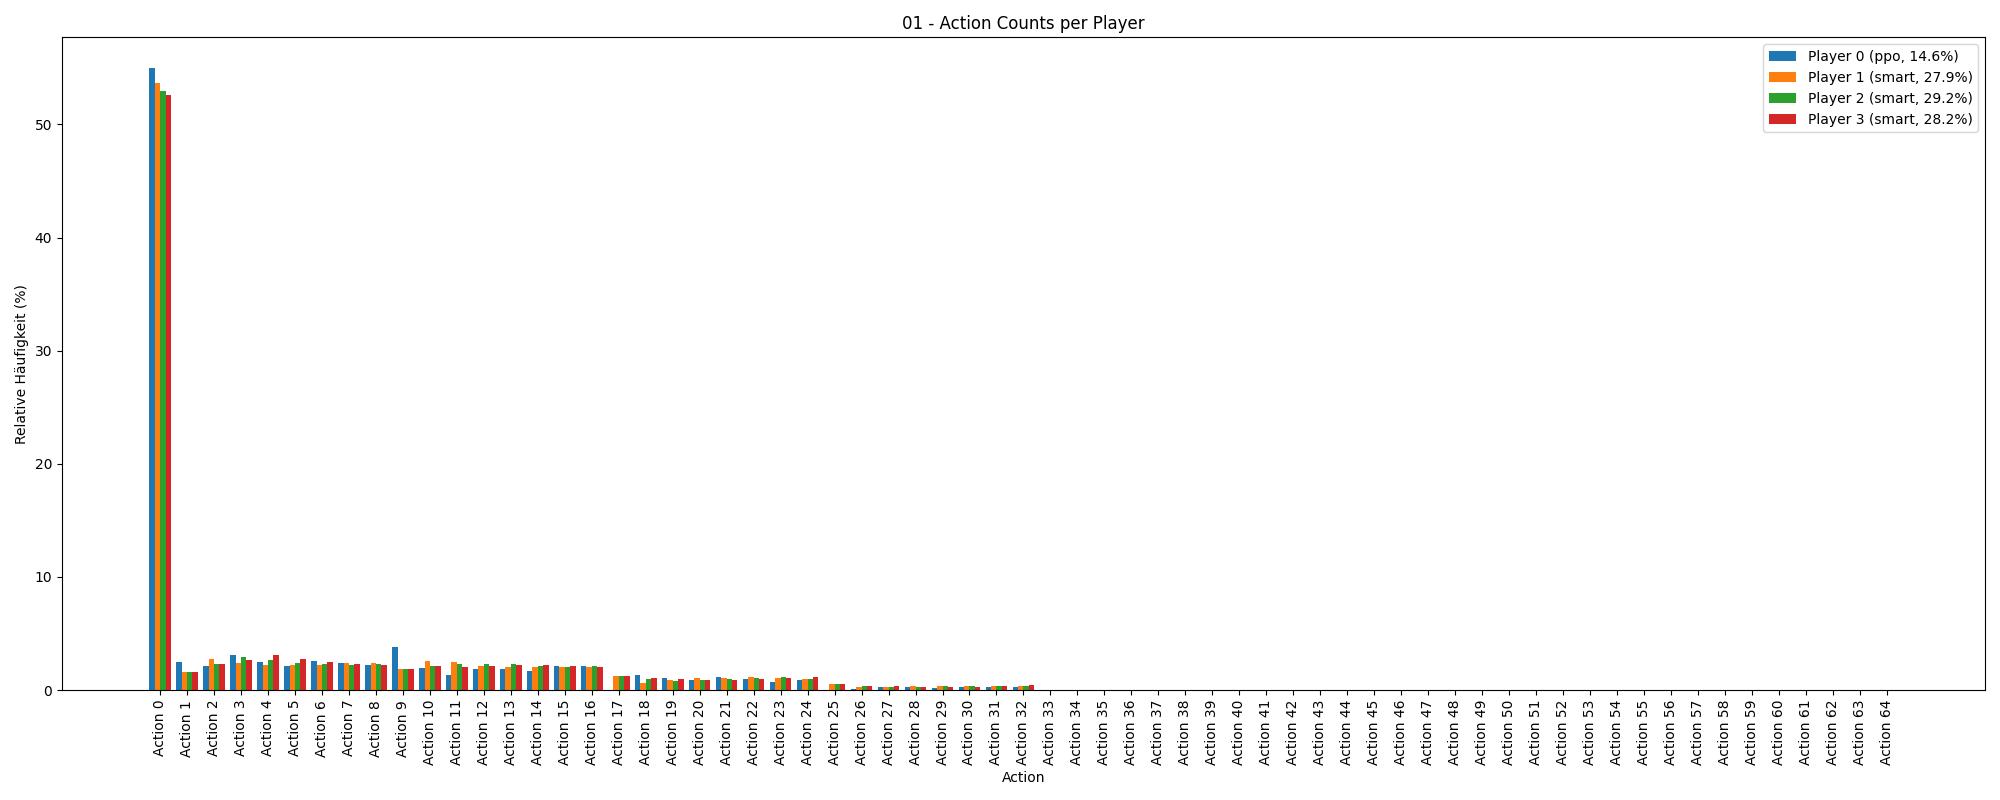 01 - Action Counts per Player
Player 0 (ppo, 14.6%)
Player 1 (smart, 27.9%)
Player 2 (smart, 29.2%)
Player 3 (smart, 28.2%)
Relative Häufigkeit (%)
50
40
30
20
10
0
Action 0
Action 1
Action 2
Action 3
Action 4
Action 5
Action 6
Action 7
Action 8
Action 9
Action 10
Action 11
Action 12
Action 13
Action 14
Action 15
Action 16
Action 17
Action 18
Action 19
Action 20
Action 21
Action 22
Action 23
Action 24
Action 25
Action 26
Action 27
Action 28
Action 29
Action 30
Action 31
Action 32
Action 33
Action 34
Action 35
Action 36
Action 37
Action 38
Action 39
Action 40
Action 41
Action 42
Action 43
Action 44
Action 45
Action 46
Action 47
Action 48
Action 49
Action 50
Action 51
Action 52
Action 53
Action 54
Action 55
Action 56
Action 57
Action 58
Action 59
Action 60
Action 61
Action 62
Action 63
Action 64
Action